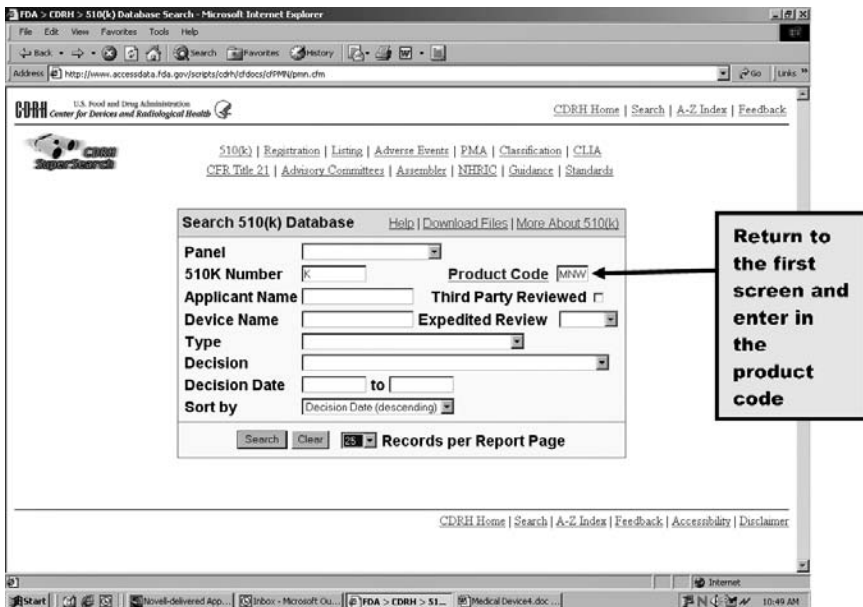 FDA > CDRH > 510(k) Database Search - Microsoft Internet Explorer
File Edit View Favorites Tools Help
Back Search Favorites History
Address http://www.accessdata.fda.gov/scripts/cdrh/cfdocs/cfPMN/pmn.cfm Go Links »
CDRH U.S. Food and Drug Administration
Center for Devices and Radiological Health
CDRH Home | Search | A-Z Index | Feedback
CDRH
SuperSearch
510(k) | Registration | Listing | Adverse Events | PMA | Classification | CLIA
CFR Title 21 | Advisory Committees | Assembler | NHRIC | Guidance | Standards
Search 510(k) Database Help | Download Files | More About 510(k)
Panel
510K Number K Product Code MNW
Applicant Name Third Party Reviewed
Device Name Expedited Review
Type
Decision
Decision Date to
Sort by Decision Date (descending)
Search Clear 25 Records per Report Page
Return to
the first
screen and
enter in
the
product
code
CDRH Home | Search | A-Z Index | Feedback | Accessibility | Disclaimer
Internet
Start Novell-delivered App... Inbox - Microsoft Ou... FDA > CDRH > 51... Medical Device4.doc ... 10:49 AM